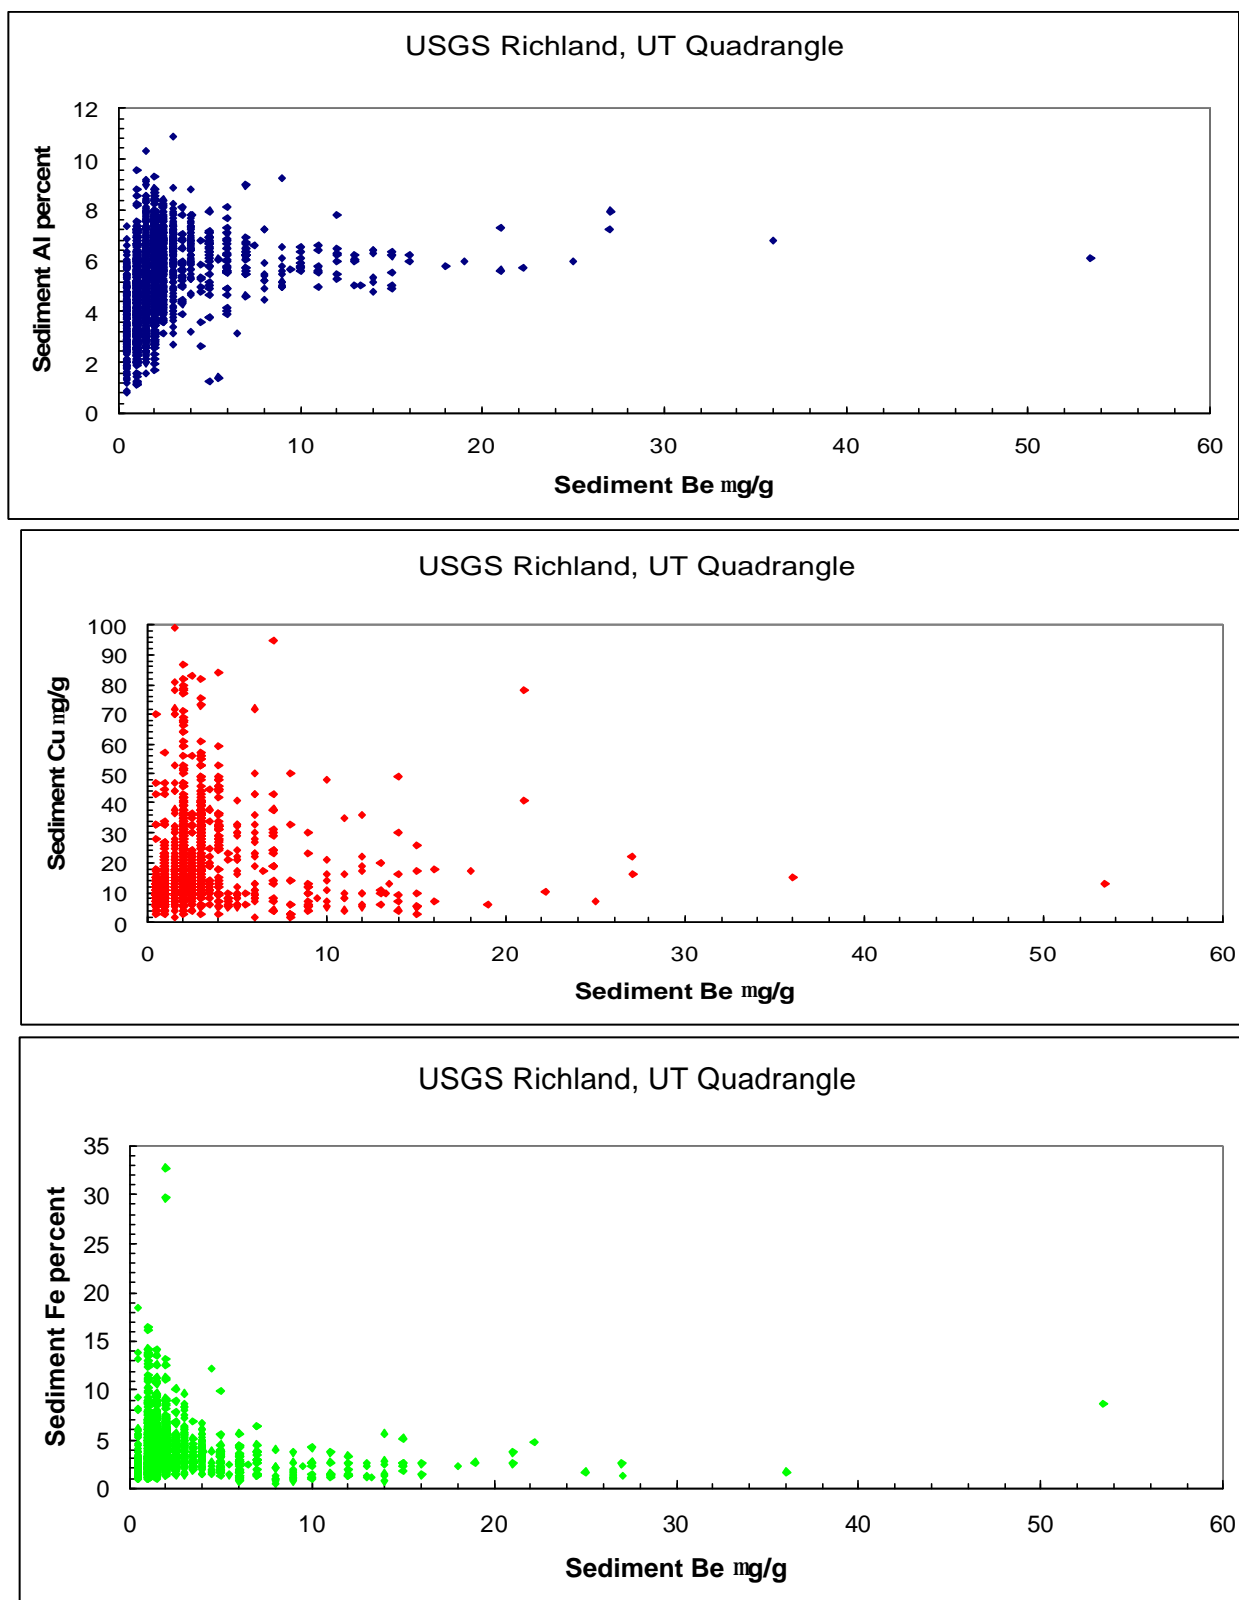 USGS Richland, UT Quadrangle
Sediment Al percent
12
10
8
6
4
2
0
0 10 20 30 40 50 60
Sediment Be mg/g
USGS Richland, UT Quadrangle
Sediment Cu mg/g
100
90
80
70
60
50
40
30
20
10
0
0 10 20 30 40 50 60
Sediment Be mg/g
USGS Richland, UT Quadrangle
Sediment Fe percent
35
30
25
20
15
10
5
0
0 10 20 30 40 50 60
Sediment Be mg/g